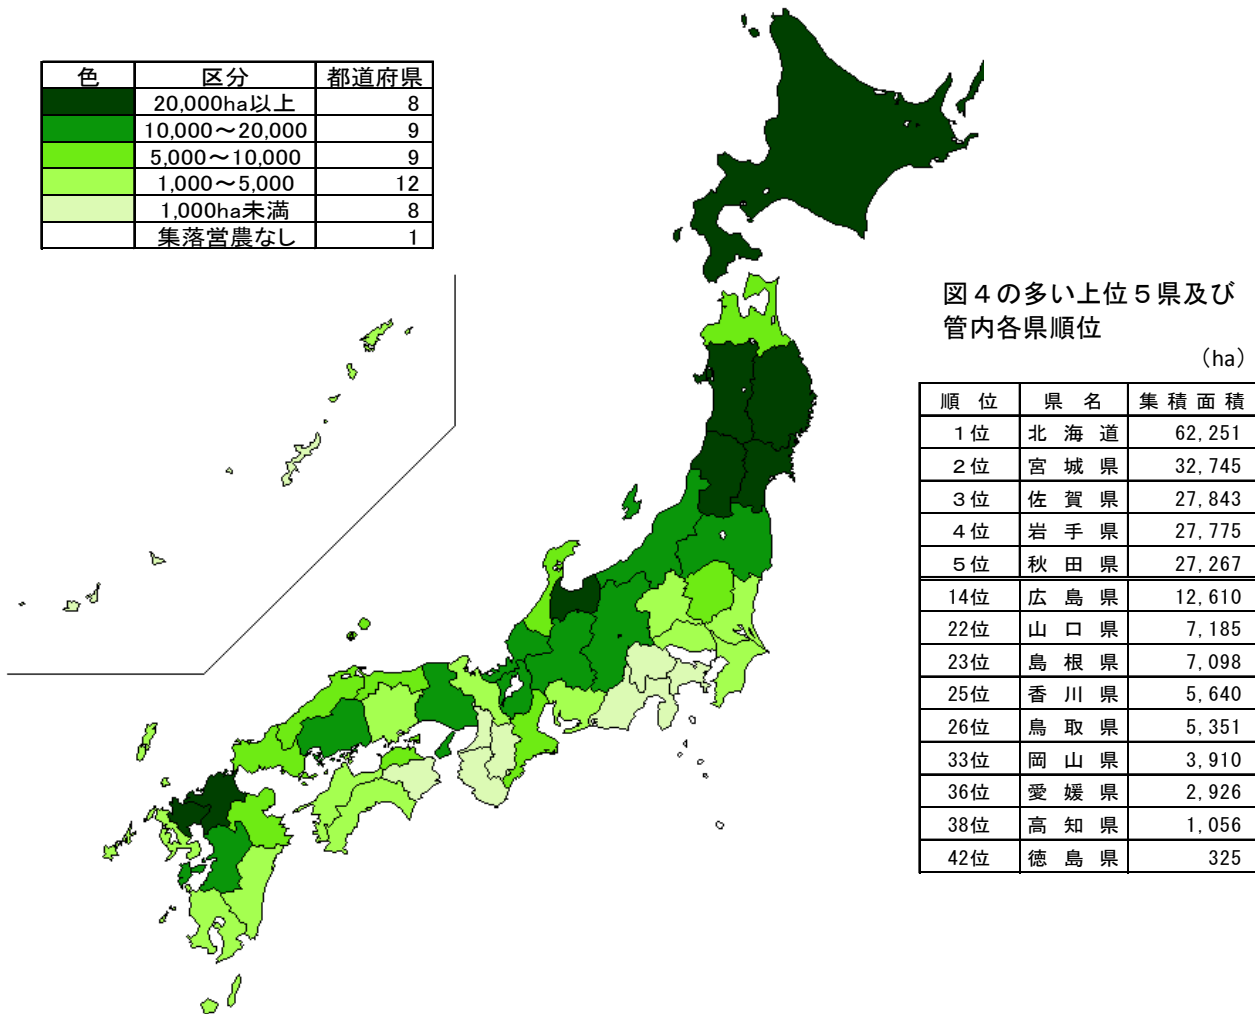 色 区分 都道府県
20,000ha以上 8
10,000～20,000 9
5,000～10,000 9
1,000～5,000 12
1,000ha未満 8
集落営農なし 1
図４の多い上位５県及び
管内各県順位
（ha）
順位 県名 集積面積
1位 北海道 62,251
2位 宮城県 32,745
3位 佐賀県 27,843
4位 岩手県 27,775
5位 秋田県 27,267
14位 広島県 12,610
22位 山口県 7,185
23位 島根県 7,098
25位 香川県 5,640
26位 鳥取県 5,351
33位 岡山県 3,910
36位 愛媛県 2,926
38位 高知県 1,056
42位 徳島県 325